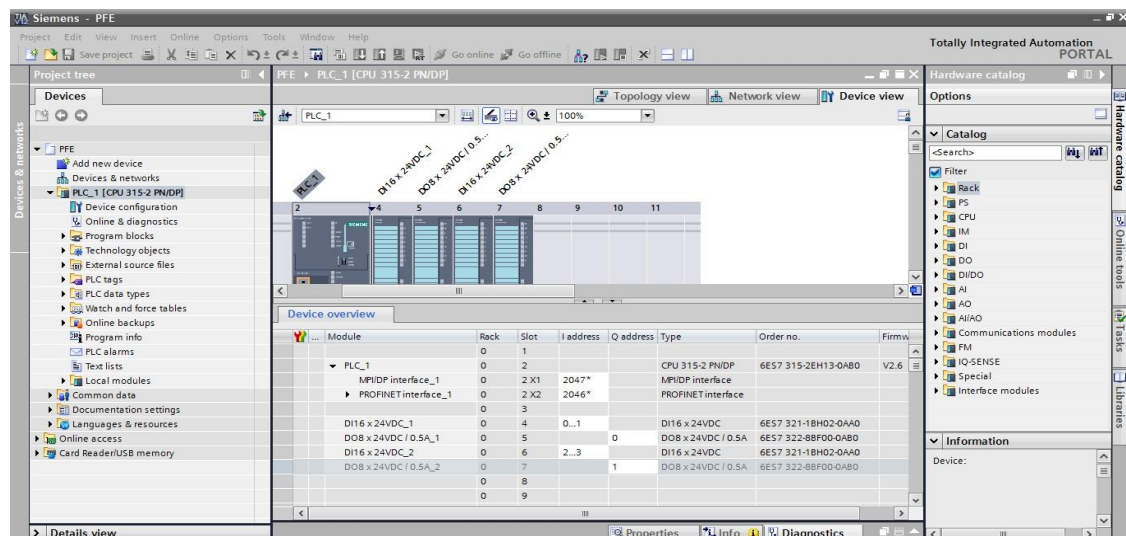 Siemens - PFE
Project Edit View Insert Online Options Tools Window Help
Totally Integrated Automation
PORTAL
Save project Go online Go offline
Project tree
PFE PLC_1 [CPU 315-2 PN/DP]
Hardware catalog
Devices
Topology view Network view Device view
Options
PLC_1 100%
PLC_1 DI16 x 24VDC_1 DO8 x 24VDC / 0.5... DI16 x 24VDC_2 DO8 x 24VDC / 0.5...
2 4 5 6 7 8 9 10 11
SIEMENS
PFE
Add new device
Devices & networks
PLC_1 [CPU 315-2 PN/DP]
Device configuration
Online & diagnostics
Program blocks
Technology objects
External source files
PLC tags
PLC data types
Watch and force tables
Online backups
Program info
PLC alarms
Text lists
Local modules
Common data
Documentation settings
Languages & resources
Online access
Card Reader/USB memory
Details view
Devices & networks
Device overview
... Module Rack Slot I address Q address Type Order no. Firmw
0 1
PLC_1 0 2 CPU 315-2 PN/DP 6ES7 315-2EH13-0AB0 V2.6
MPI/DP interface_1 0 2 X1 2047* MPI/DP interface
PROFINET interface_1 0 2 X2 2046* PROFINET interface
0 3
DI16 x 24VDC_1 0 4 0...1 DI16 x 24VDC 6ES7 321-1BH02-0AA0
DO8 x 24VDC / 0.5A_1 0 5 0 DO8 x 24VDC / 0.5A 6ES7 322-8BF00-0AB0
DI16 x 24VDC_2 0 6 2...3 DI16 x 24VDC 6ES7 321-1BH02-0AA0
DO8 x 24VDC / 0.5A_2 0 7 1 DO8 x 24VDC / 0.5A 6ES7 322-8BF00-0AB0
0 8
0 9
Properties Info Diagnostics
Catalog
<Search>
Filter
Rack
PS
CPU
IM
DI
DO
DI/DO
AI
AO
AI/AO
Communications modules
FM
IQ-SENSE
Special
Interface modules
Information
Device:
Hardware catalog
Online tools
Tasks
Libraries